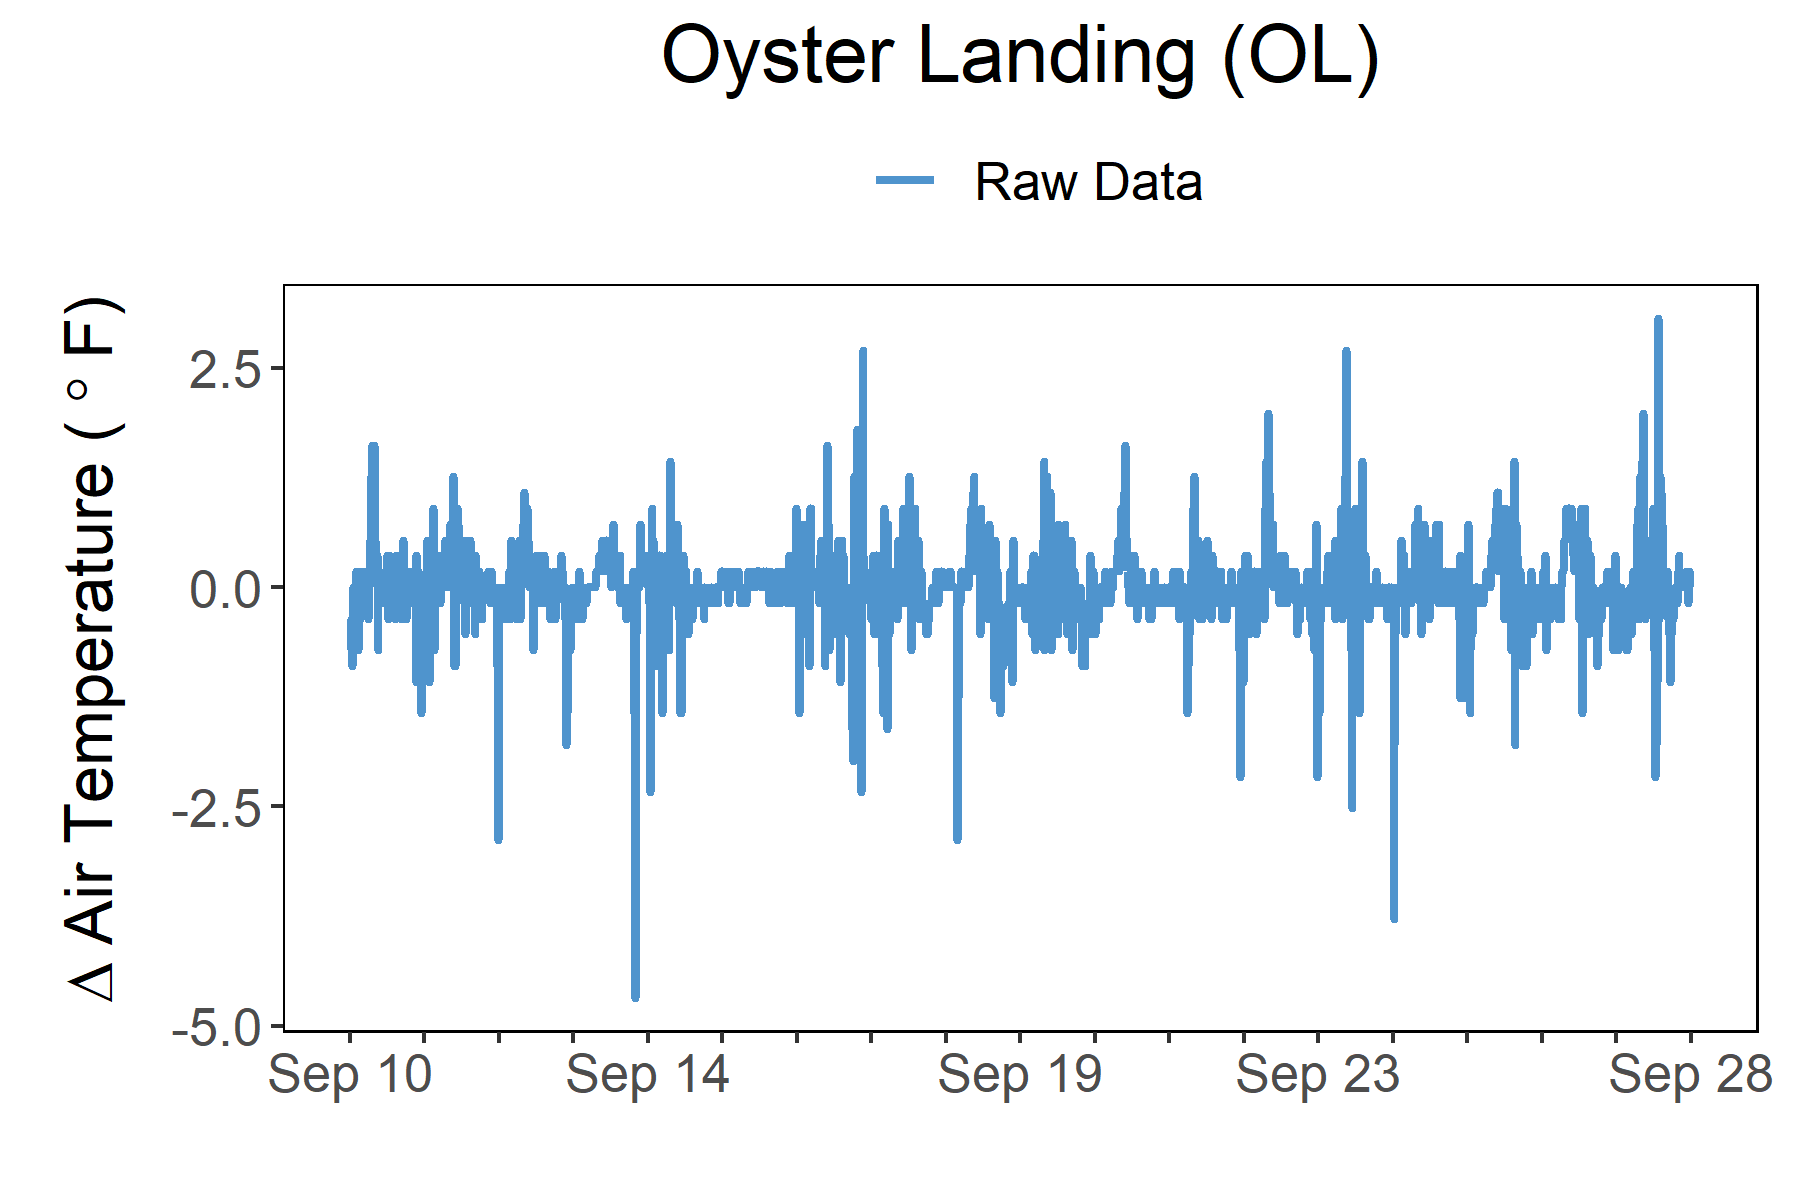 Oyster Landing (OL)
Raw Data
Δ Air Temperature ( ° F)
2.5
0.0
-2.5
-5.0
Sep 10 Sep 14 Sep 19 Sep 23 Sep 28